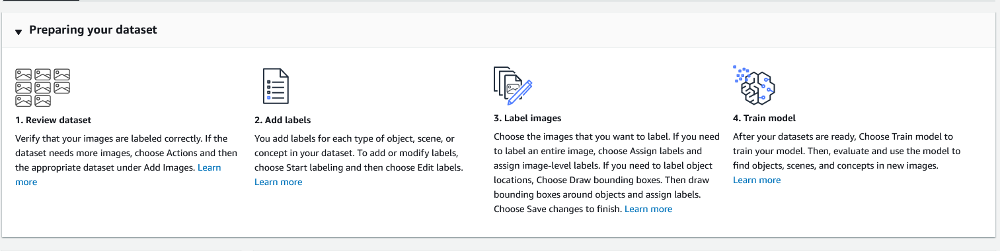 Preparing your dataset
1. Review dataset
Verify that your images are labeled correctly. If the
dataset needs more images, choose Actions and then
the appropriate dataset under Add Images. Learn
more
2. Add labels
You add labels for each type of object, scene, or
concept in your dataset. To add or modify labels,
choose Start labeling and then choose Edit labels.
Learn more
3. Label images
Choose the images that you want to label. If you need
to label an entire image, choose Assign labels and
assign image-level labels. If you need to label object
locations, Choose Draw bounding boxes. Then draw
bounding boxes around objects and assign labels.
Choose Save changes to finish. Learn more
4. Train model
After your datasets are ready, Choose Train model to
train your model. Then, evaluate and use the model to
find objects, scenes, and concepts in new images.
Learn more